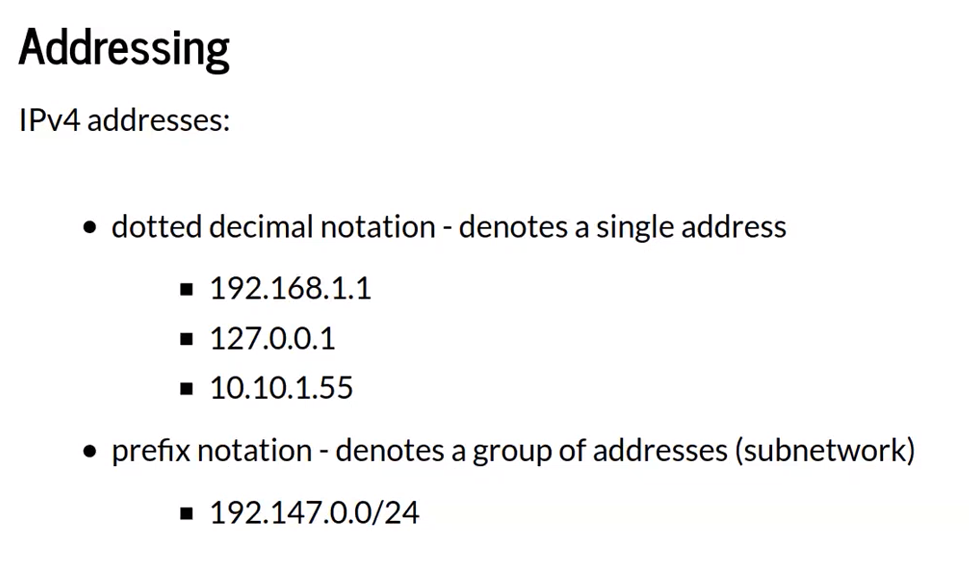 Addressing
IPv4 addresses:
• dotted decimal notation - denotes a single address
▪ 192.168.1.1
▪ 127.0.0.1
▪ 10.10.1.55
• prefix notation - denotes a group of addresses (subnetwork)
▪ 192.147.0.0/24